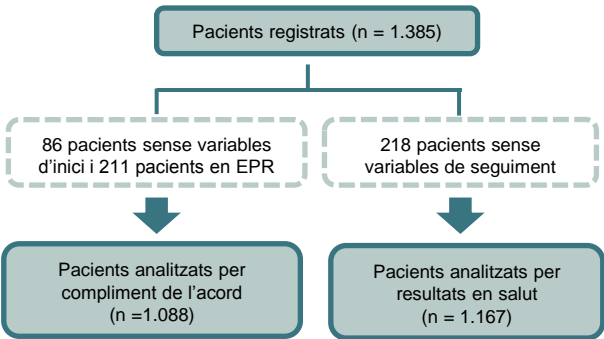 Pacients registrats (n = 1.385)
86 pacients sense variables
d'inici i 211 pacients en EPR
218 pacients sense
variables de seguiment
Pacients analitzats per
compliment de l'acord
(n =1.088)
Pacients analitzats per
resultats en salut
(n = 1.167)